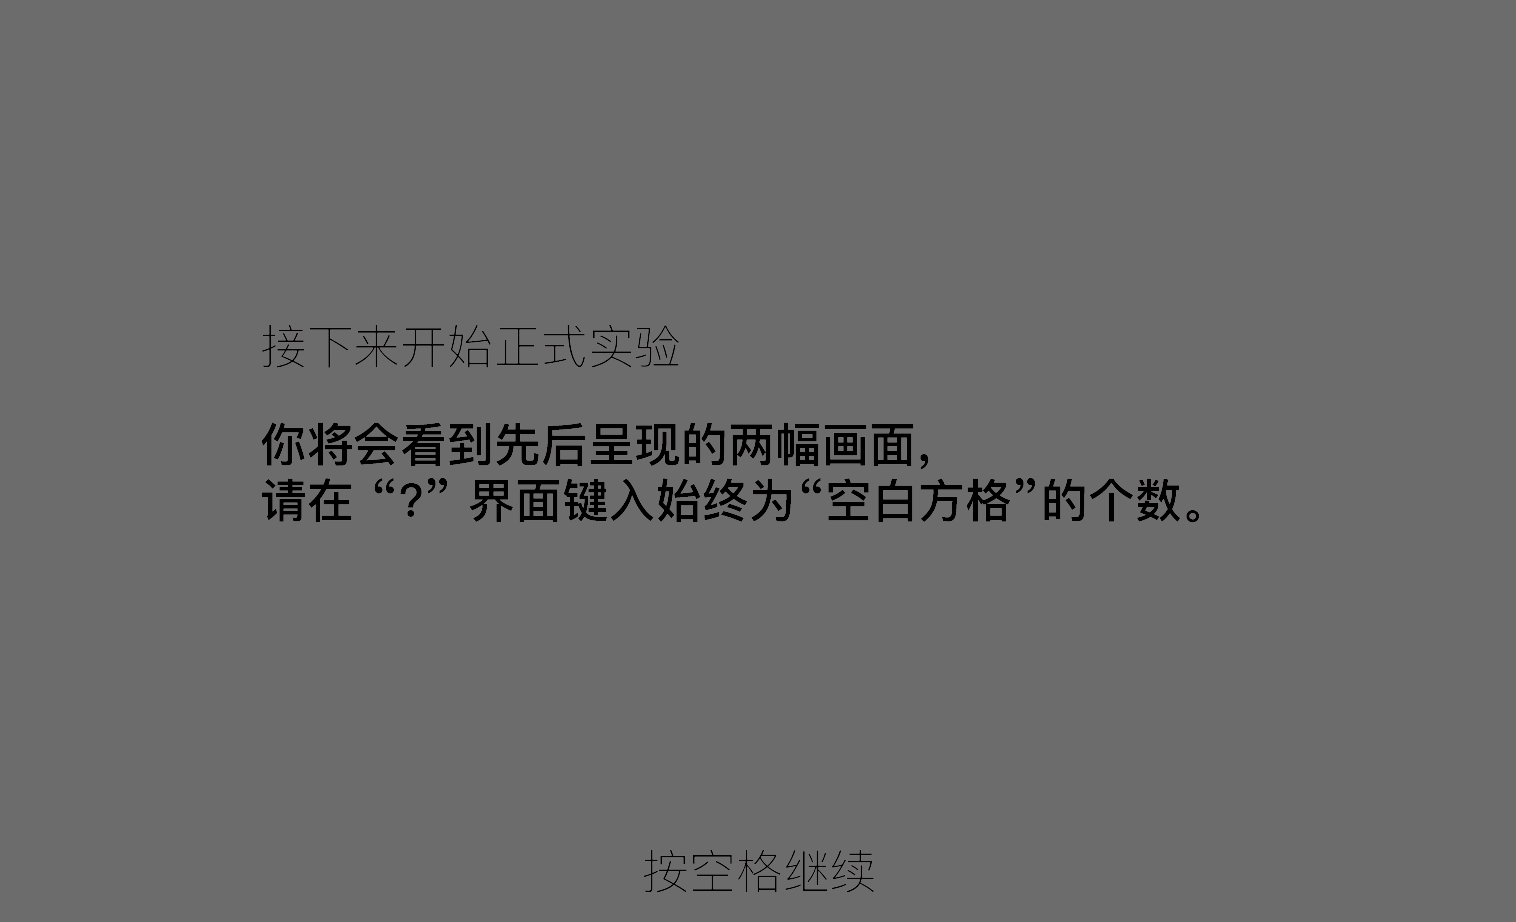 接下来开始正式实验
你将会看到先后呈现的两幅画面，
请在 “?” 界面键入始终为“空白方格”的个数。
按空格继续